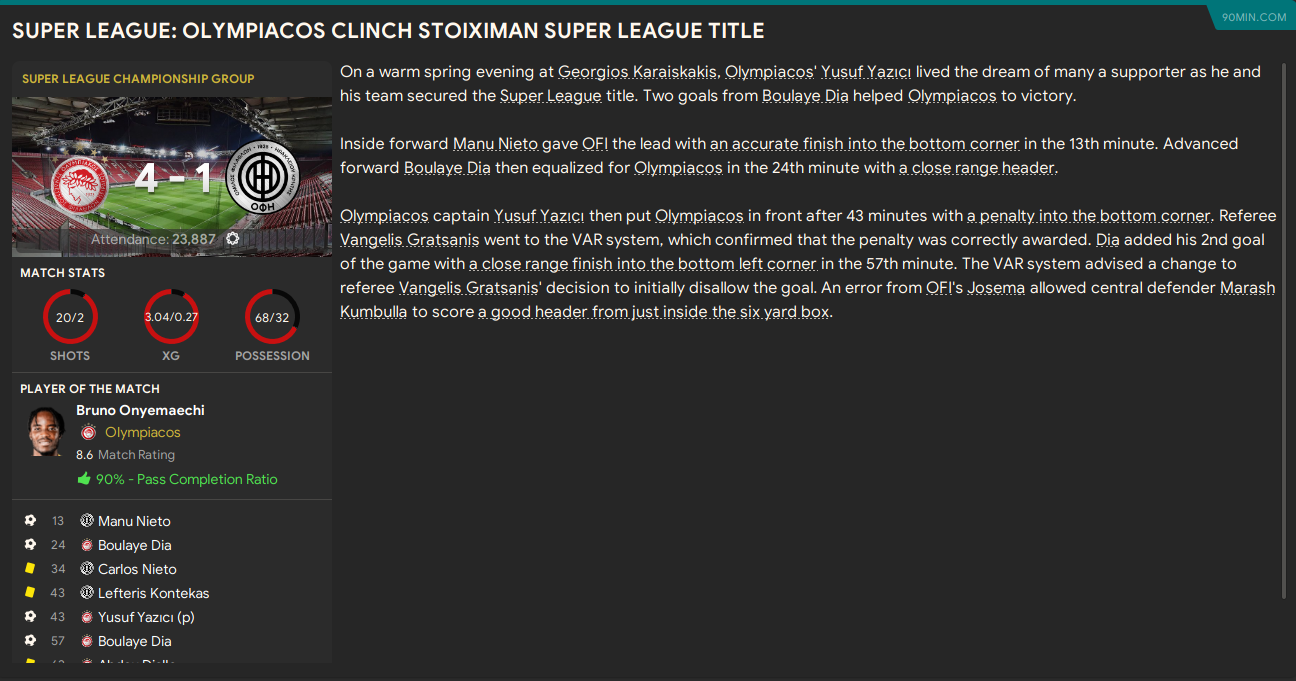 90MIN.COM
SUPER LEAGUE: OLYMPIACOS CLINCH STOIXIMAN SUPER LEAGUE TITLE
SUPER LEAGUE CHAMPIONSHIP GROUP
4 - 1
ΟΦΗ
Attendance: 23,887
MATCH STATS
20/2
3.04/0.27
68/32
SHOTS
XG
POSSESSION
PLAYER OF THE MATCH
Bruno Onyemaechi
Olympiacos
8.6 Match Rating
90% - Pass Completion Ratio
13 Manu Nieto
24 Boulaye Dia
34 Carlos Nieto
43 Lefteris Kontekas
43 Yusuf Yazıcı (p)
57 Boulaye Dia
On a warm spring evening at Georgios Karaiskakis, Olympiacos' Yusuf Yazıcı lived the dream of many a supporter as he and
his team secured the Super League title. Two goals from Boulaye Dia helped Olympiacos to victory.
Inside forward Manu Nieto gave OFI the lead with an accurate finish into the bottom corner in the 13th minute. Advanced
forward Boulaye Dia then equalized for Olympiacos in the 24th minute with a close range header.
Olympiacos captain Yusuf Yazıcı then put Olympiacos in front after 43 minutes with a penalty into the bottom corner. Referee
Vangelis Gratsanis went to the VAR system, which confirmed that the penalty was correctly awarded. Dia added his 2nd goal
of the game with a close range finish into the bottom left corner in the 57th minute. The VAR system advised a change to
referee Vangelis Gratsanis' decision to initially disallow the goal. An error from OFI's Josema allowed central defender Marash
Kumbulla to score a good header from just inside the six yard box.